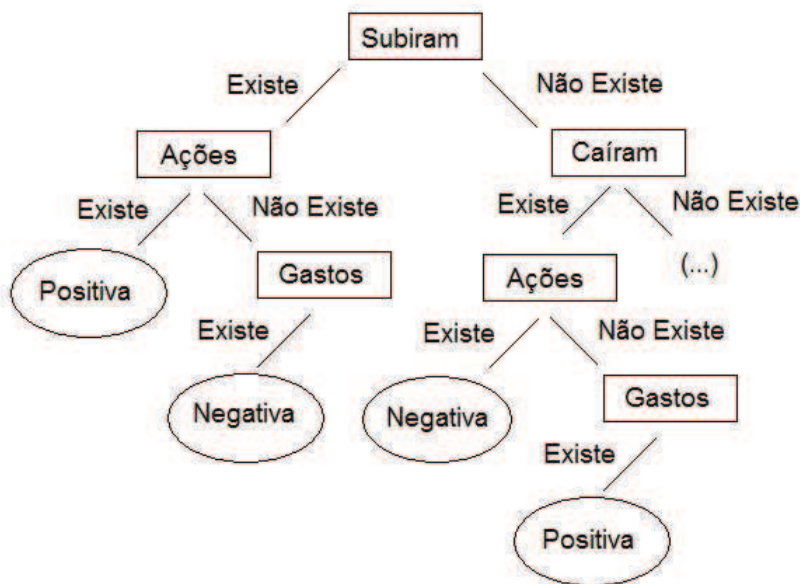 Subiram
Existe
Não Existe
Ações
Caíram
Existe
Não Existe
Existe
Não Existe
Positiva
Gastos
Ações
(...)
Existe
Existe
Não Existe
Negativa
Negativa
Gastos
Existe
Positiva